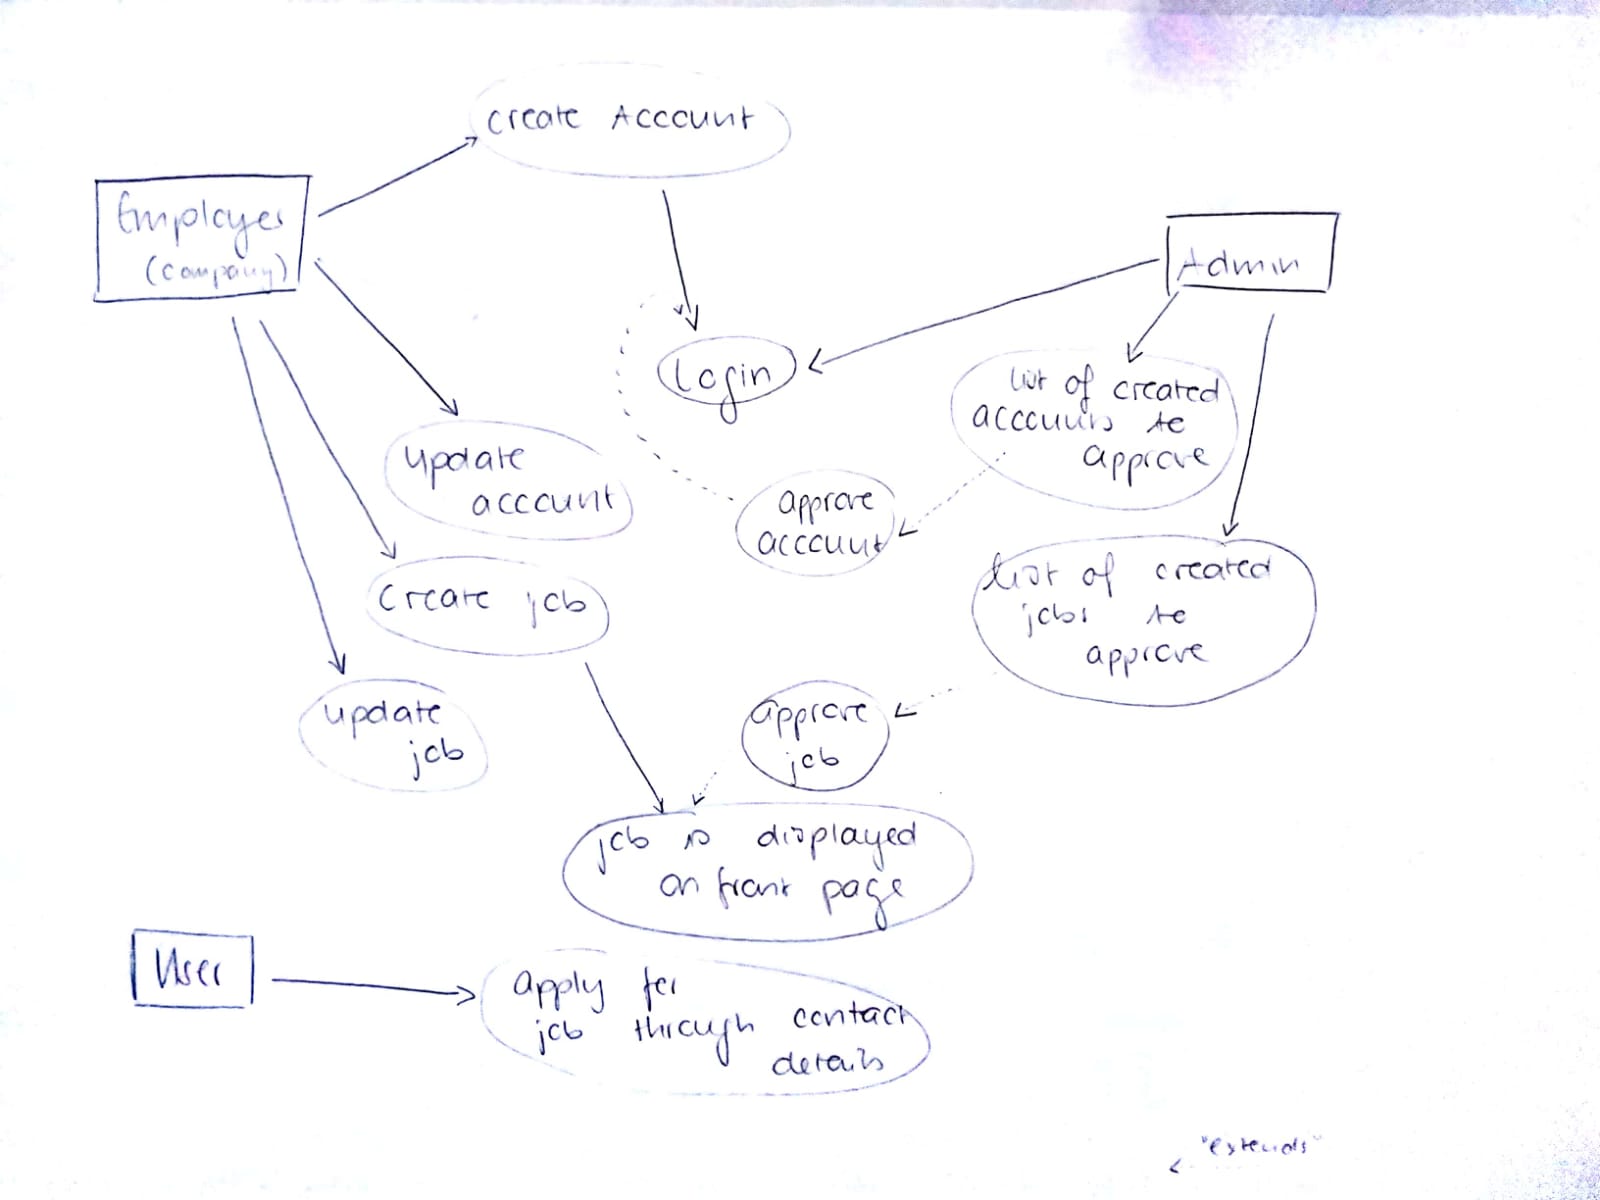 Create Account
Employer
(Company)
Admin
Login
list of created
accounts to
approve
update
account
approve
account
Create job
list of created
jobs to
approve
update
job
approve
job
job is displayed
on front page
User
apply for
job through contact
details
"extends"